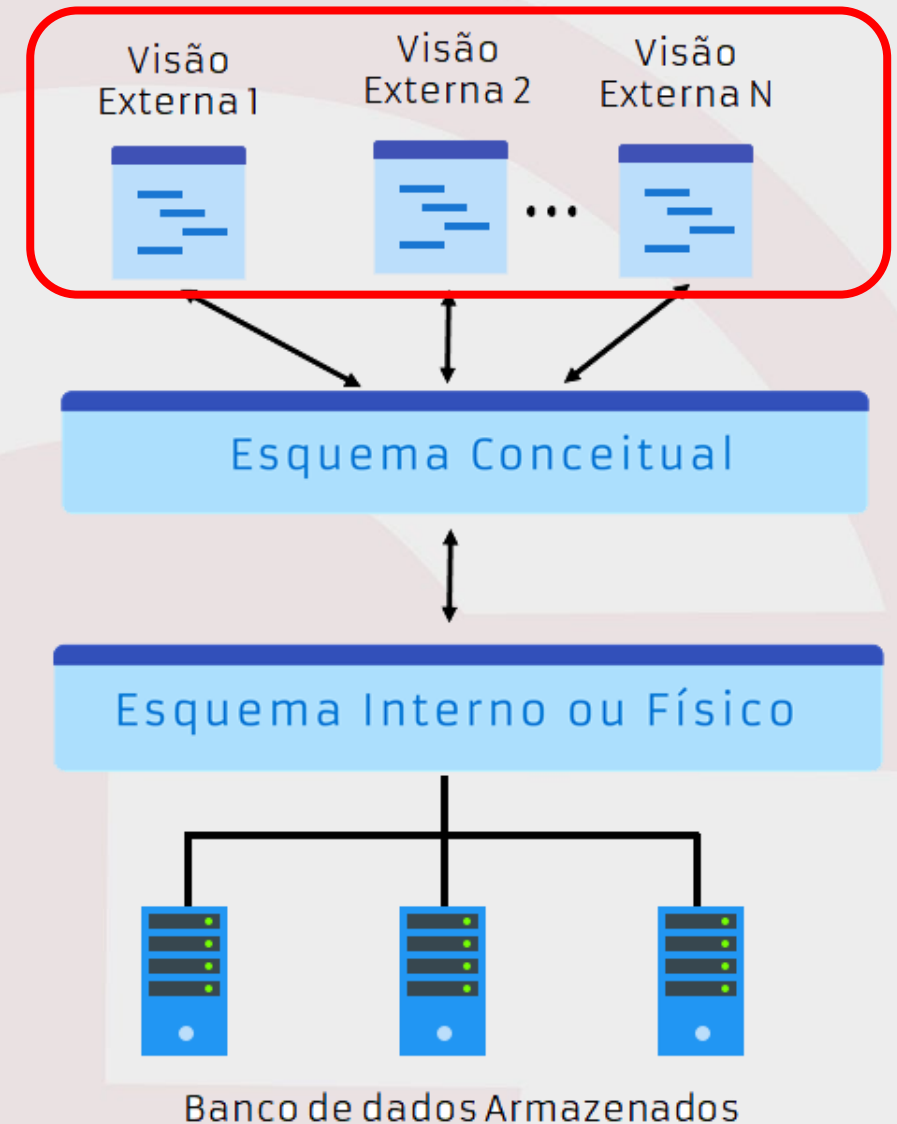 Visão
Externa 1
Visão
Externa 2
Visão
Externa N
Esquema Conceitual
Esquema Interno ou Físico
Banco de dados Armazenados